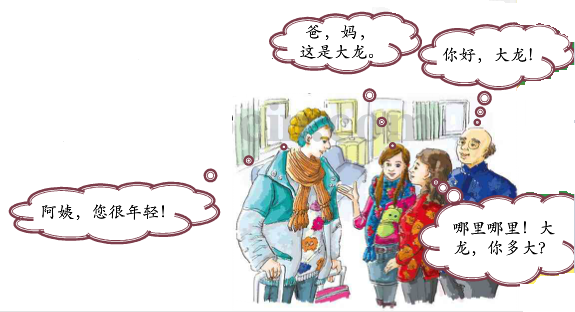 爸，妈，
这是大龙。
你好，大龙！
阿姨，您很年轻！
哪里哪里！大
龙，你多大？